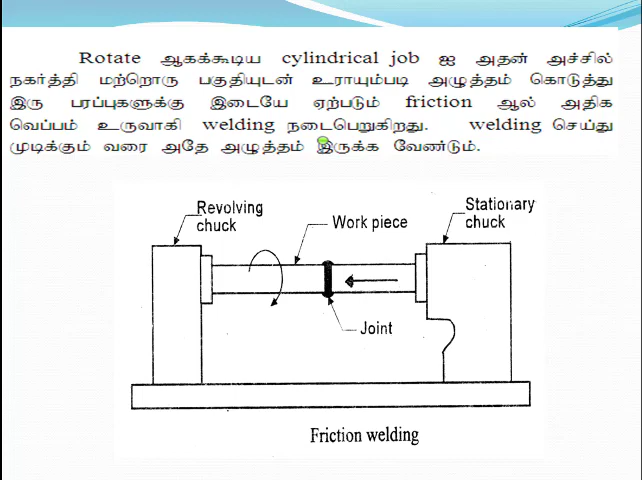 Rotate ஆகக்கூடிய cylindrical job ஐ அதன் அச்சில்
நகர்த்தி மற்றொரு பகுதியுடன் உராயும்படி அழுத்தம் கொடுத்து
இரு பரப்புகளுக்கு இடையே ஏற்படும் friction ஆல் அதிக
வெப்பம் உருவாகி welding நடைபெறுகிறது. welding செய்து
முடிக்கும் வரை அதே அழுத்தம் இருக்க வேண்டும்.
Revolving
chuck
Work piece
Stationary
chuck
Joint
Friction welding